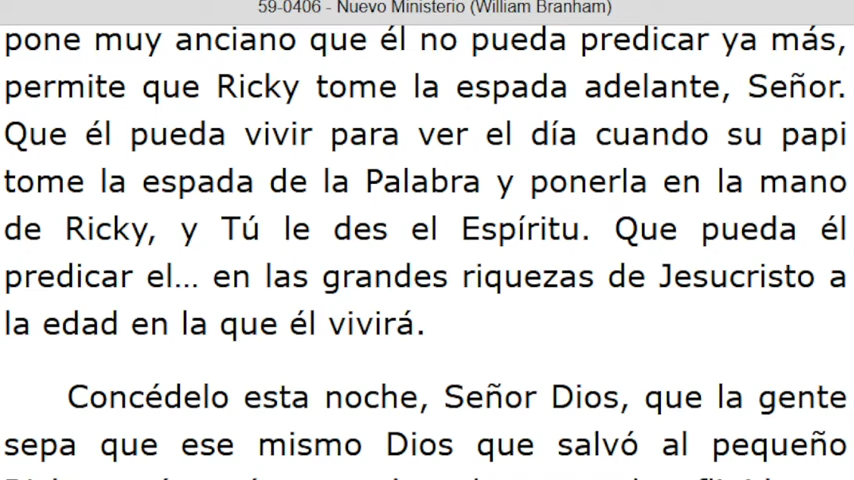 59-0406 - Nuevo Ministerio (William Branham)
pone muy anciano que él no pueda predicar ya más,
permite que Ricky tome la espada adelante, Señor.
Que él pueda vivir para ver el día cuando su papi
tome la espada de la Palabra y ponerla en la mano
de Ricky, y Tú le des el Espíritu. Que pueda él
predicar el… en las grandes riquezas de Jesucristo a
la edad en la que él vivirá.
Concédelo esta noche, Señor Dios, que la gente
sepa que ese mismo Dios que salvó al pequeño